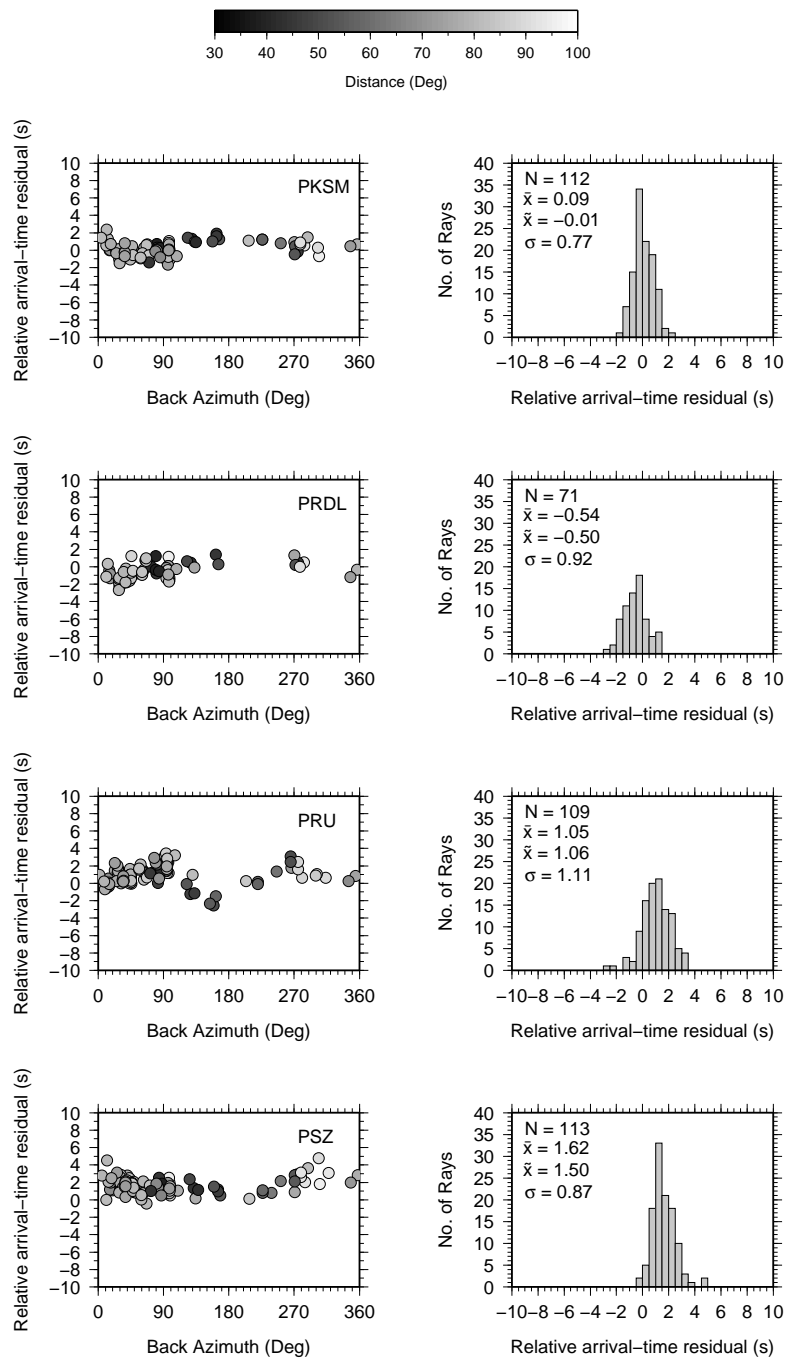 30 40 50 60 70 80 90 100
Distance (Deg)
Relative arrival−time residual (s)
10
8
6
4
2
0
−2
−4
−6
−8
−10
PKSM
0 90 180 270 360
Back Azimuth (Deg)
No. of Rays
40
35
30
25
20
15
10
5
0
N = 112
x̄ = 0.09
x̃ = −0.01
σ = 0.77
−10−8 −6 −4 −2 0 2 4 6 8 10
Relative arrival−time residual (s)
Relative arrival−time residual (s)
10
8
6
4
2
0
−2
−4
−6
−8
−10
PRDL
0 90 180 270 360
Back Azimuth (Deg)
No. of Rays
40
35
30
25
20
15
10
5
0
N = 71
x̄ = −0.54
x̃ = −0.50
σ = 0.92
−10−8 −6 −4 −2 0 2 4 6 8 10
Relative arrival−time residual (s)
Relative arrival−time residual (s)
10
8
6
4
2
0
−2
−4
−6
−8
−10
PRU
0 90 180 270 360
Back Azimuth (Deg)
No. of Rays
40
35
30
25
20
15
10
5
0
N = 109
x̄ = 1.05
x̃ = 1.06
σ = 1.11
−10−8 −6 −4 −2 0 2 4 6 8 10
Relative arrival−time residual (s)
Relative arrival−time residual (s)
10
8
6
4
2
0
−2
−4
−6
−8
−10
PSZ
0 90 180 270 360
Back Azimuth (Deg)
No. of Rays
40
35
30
25
20
15
10
5
0
N = 113
x̄ = 1.62
x̃ = 1.50
σ = 0.87
−10−8 −6 −4 −2 0 2 4 6 8 10
Relative arrival−time residual (s)